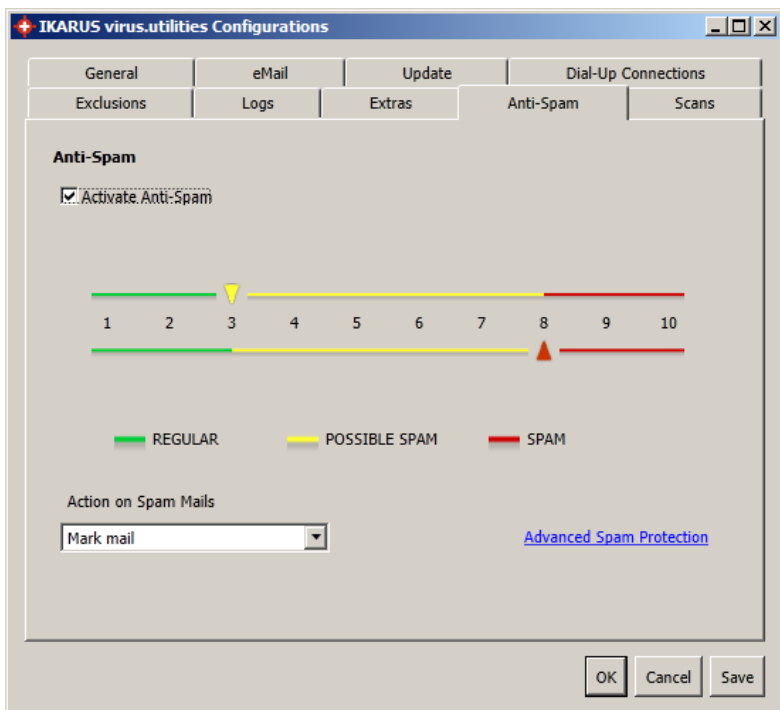 IKARUS virus.utilities Configurations
General eMail Update Dial-Up Connections
Exclusions Logs Extras Anti-Spam Scans
Anti-Spam
Activate Anti-Spam
1 2 3 4 5 6 7 8 9 10
REGULAR POSSIBLE SPAM SPAM
Action on Spam Mails
Mark mail Advanced Spam Protection
OK Cancel Save